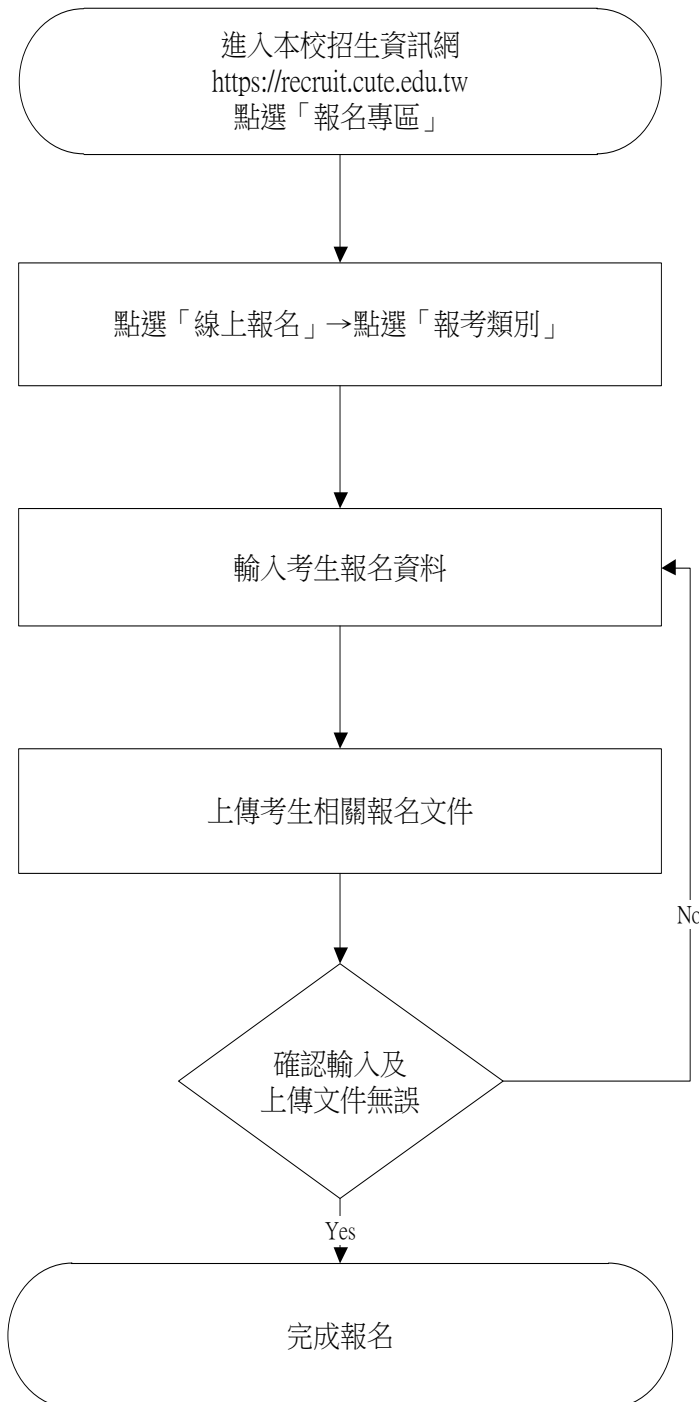 進入本校招生資訊網
https://recruit.cute.edu.tw
點選「報名專區」
點選「線上報名」→點選「報考類別」
輸入考生報名資料
上傳考生相關報名文件
No
確認輸入及
上傳文件無誤
Yes
完成報名